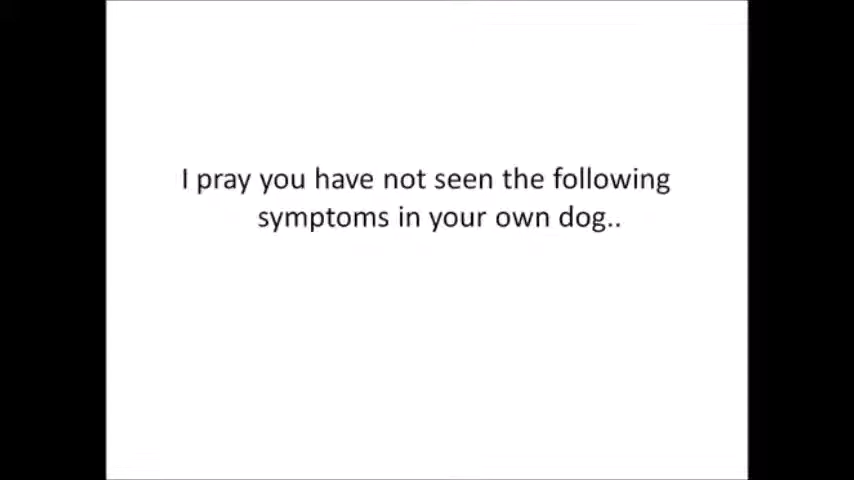 I pray you have not seen the following
symptoms in your own dog..